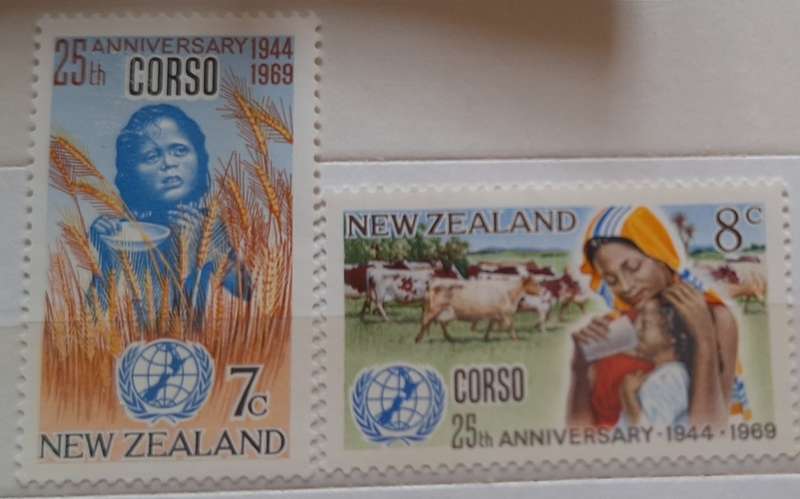 25th ANNIVERSARY 1944
1969
CORSO
7c
NEW ZEALAND
NEW ZEALAND
8c
CORSO
25th ANNIVERSARY · 1944 · 1969